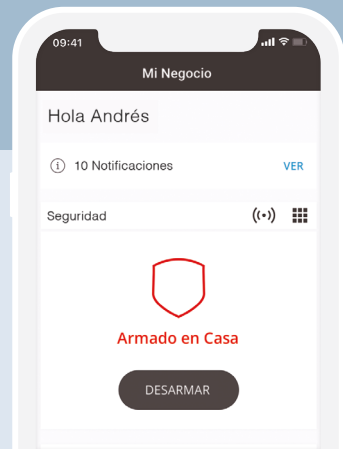 09:41
Mi Negocio
Hola Andrés
10 Notificaciones VER
Seguridad
Armado en Casa
DESARMAR